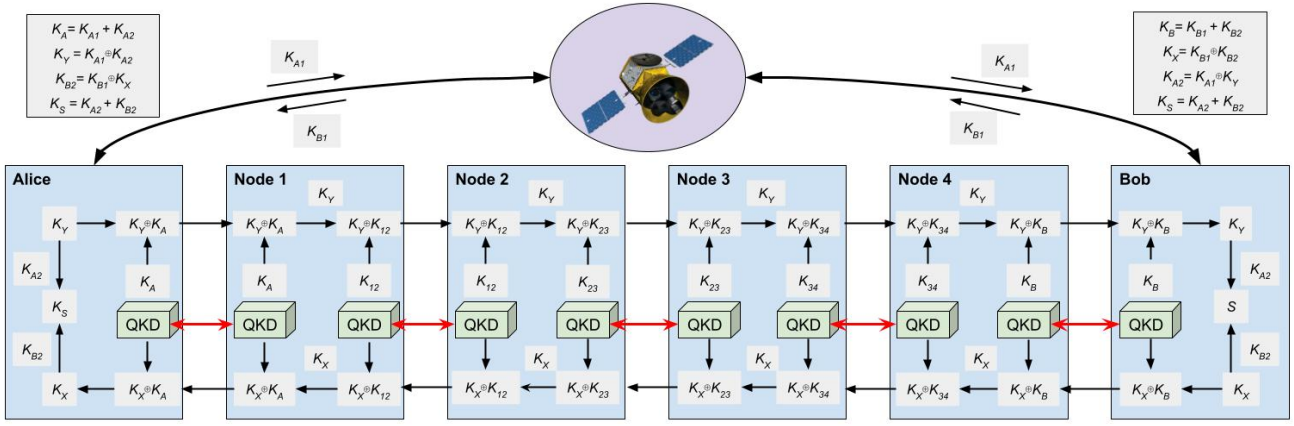 K_A = K_A1 + K_A2
K_Y = K_A1 ⊕ K_A2
K_B2 = K_B1 ⊕ K_X
K_S = K_A2 + K_B2
K_A1
K_B1
K_A1
K_B1
K_B = K_B1 + K_B2
K_X = K_B1 ⊕ K_B2
K_A2 = K_A1 ⊕ K_Y
K_S = K_A2 + K_B2
Alice
K_Y
K_Y⊕K_A
K_A2
K_A
K_S
QKD
K_B2
K_X
K_X⊕K_A
Node 1
K_Y
K_Y⊕K_A
K_Y⊕K_12
K_A
K_12
QKD
QKD
K_X
K_X⊕K_A
K_X⊕K_12
Node 2
K_Y
K_Y⊕K_12
K_Y⊕K_23
K_12
K_23
QKD
QKD
K_X
K_X⊕K_12
K_X⊕K_23
Node 3
K_Y
K_Y⊕K_23
K_Y⊕K_34
K_23
K_34
QKD
QKD
K_X
K_X⊕K_23
K_X⊕K_34
Node 4
K_Y
K_Y⊕K_34
K_Y⊕K_B
K_34
K_B
QKD
QKD
K_X
K_X⊕K_34
K_X⊕K_B
Bob
K_Y⊕K_B
K_Y
K_B
K_A2
QKD
S
K_B2
K_X⊕K_B
K_X